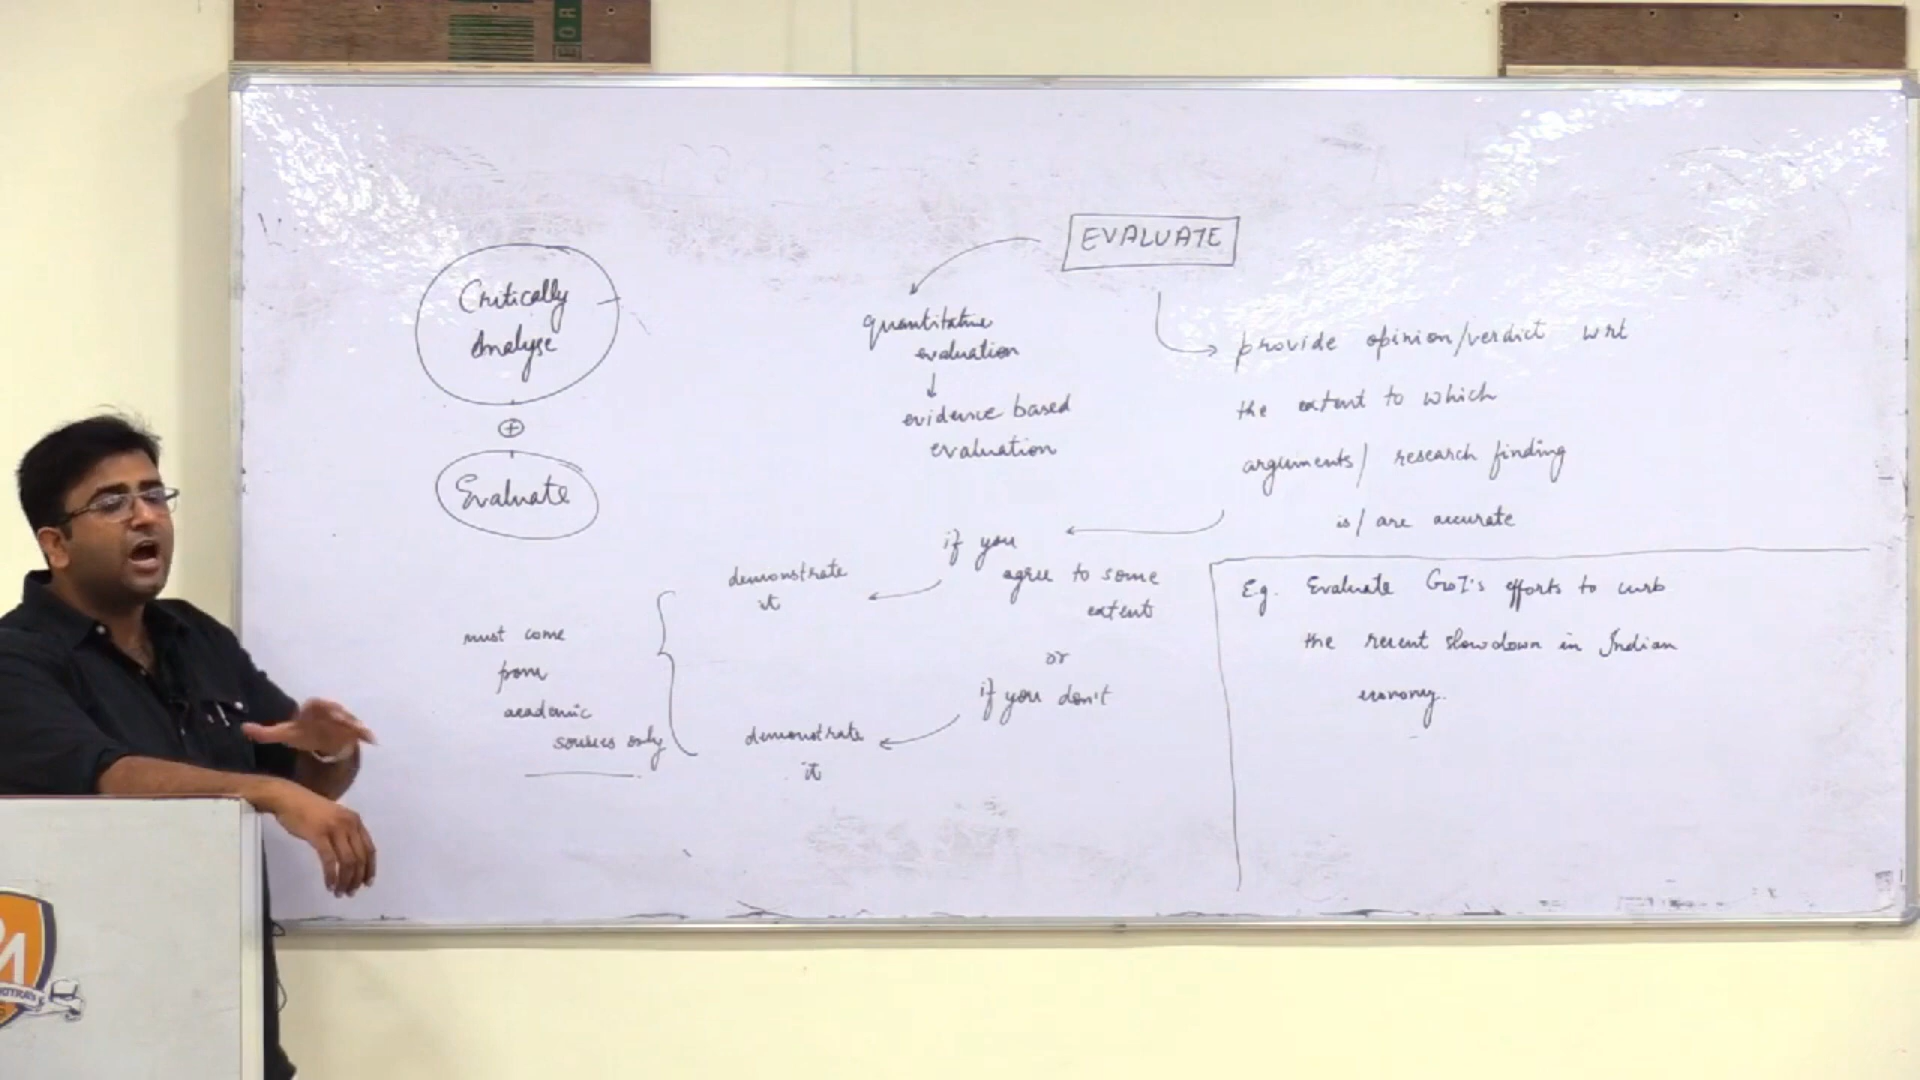 EOR
Critically
Analyse
+
Evaluate
EVALUATE
quantitative
evaluation
↓
evidence based
evaluation
provide opinion/verdict wrt
the extent to which
arguments/ research finding
is/ are accurate
if you
agree to some
extent
or
if you don't
demonstrate
it
demonstrate
it
must come
from
academic
sources only
Eg. Evaluate GoI's efforts to curb
the recent slowdown in Indian
economy.